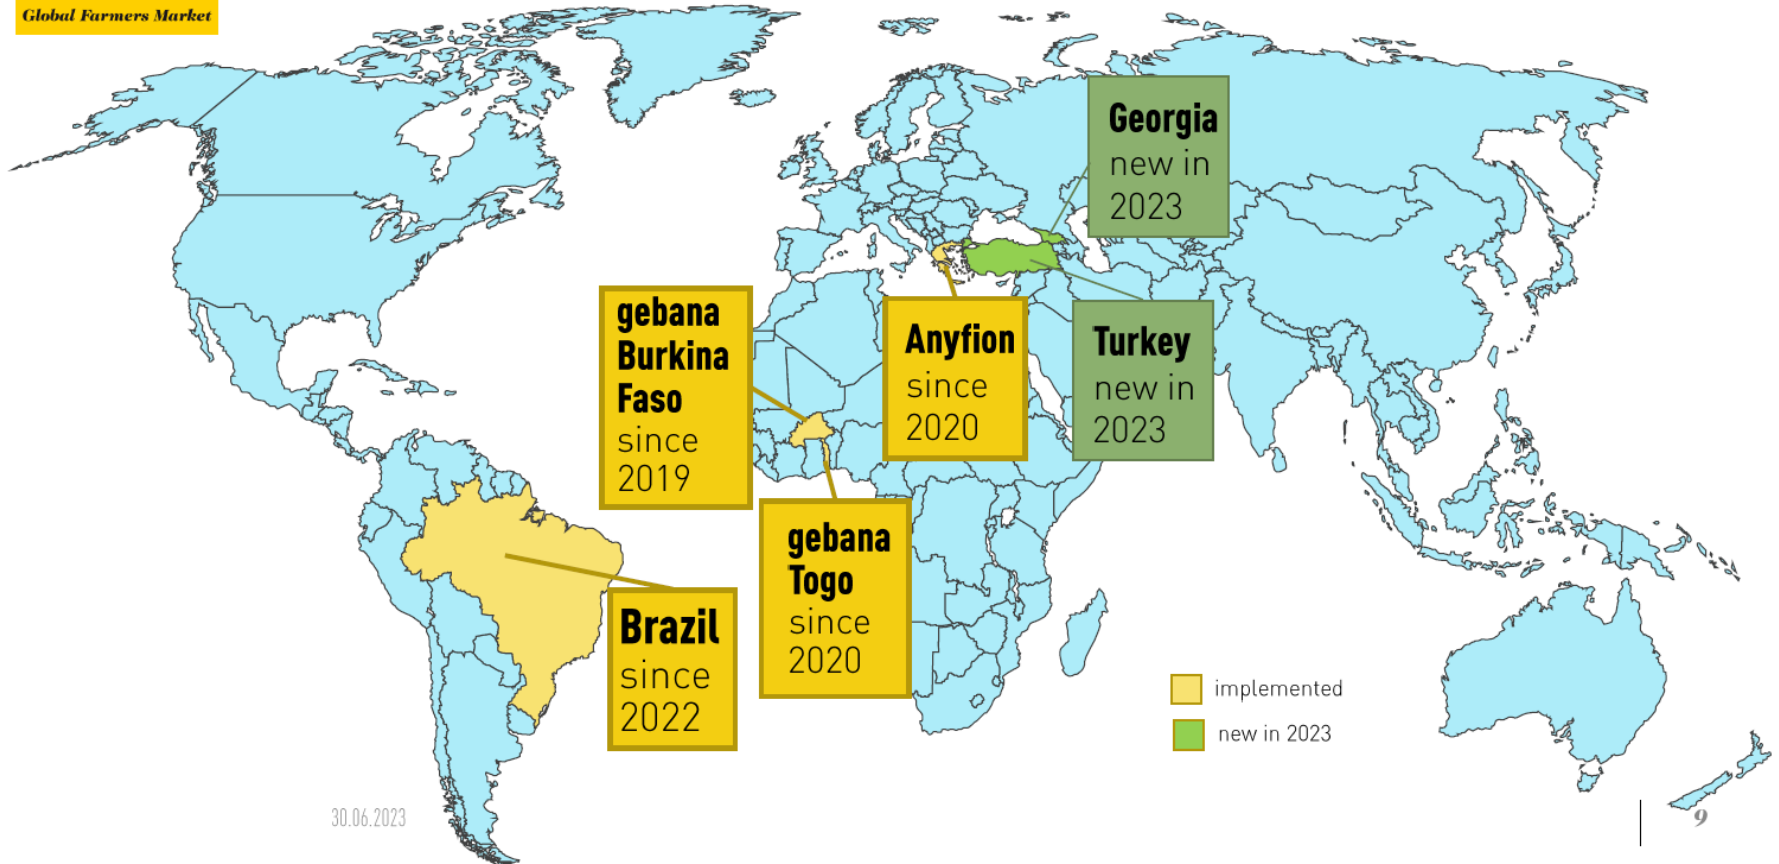 Global Farmers Market
Georgia
new in
2023
gebana
Burkina
Faso
since
2019
Anyfion
since
2020
Turkey
new in
2023
gebana
Togo
since
2020
Brazil
since
2022
implemented
new in 2023
30.06.2023
9